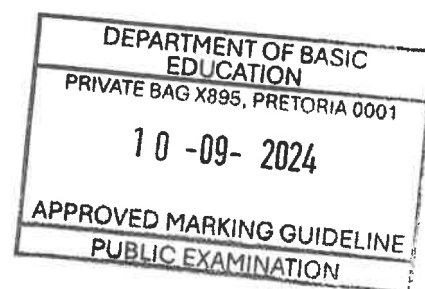 DEPARTMENT OF BASIC
EDUCATION
PRIVATE BAG X895, PRETORIA 0001
10 -09- 2024
APPROVED MARKING GUIDELINE
PUBLIC EXAMINATION